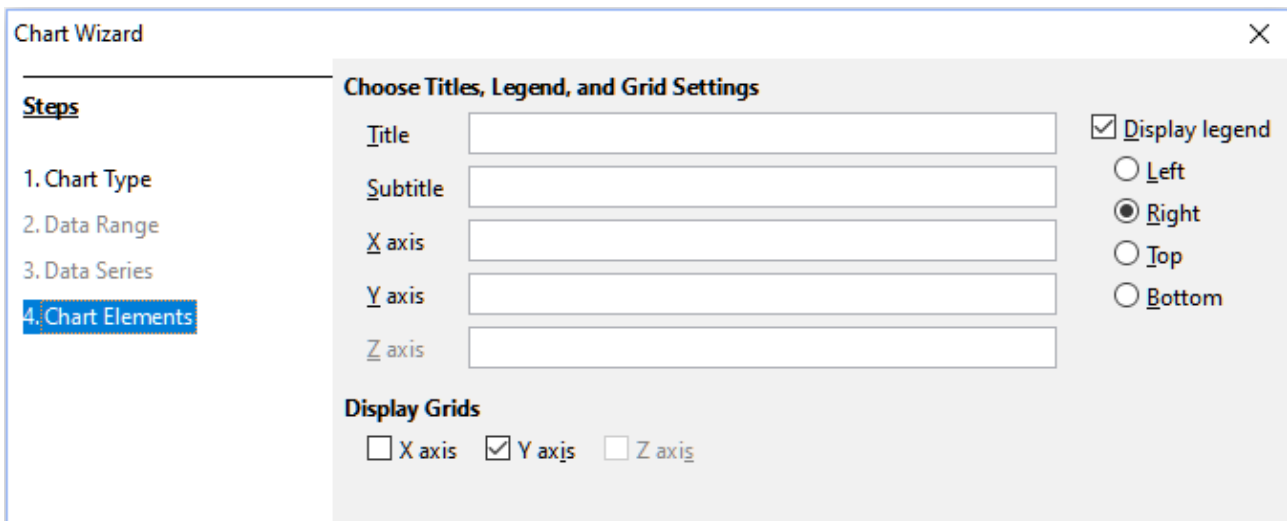 Chart Wizard
Steps
1. Chart Type
2. Data Range
3. Data Series
4. Chart Elements
Choose Titles, Legend, and Grid Settings
Title
Subtitle
X axis
Y axis
Z axis
Display legend
Left
Right
Top
Bottom
Display Grids
X axis Y axis Z axis